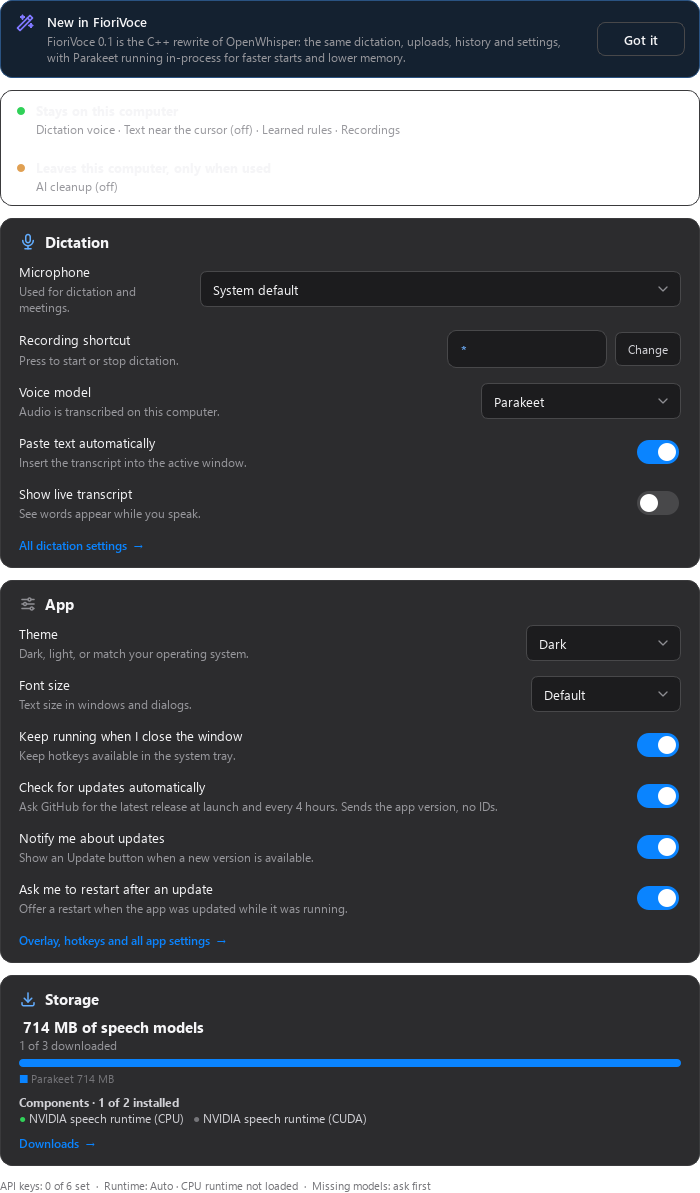 New in FioriVoce
FioriVoce 0.1 is the C++ rewrite of OpenWhisper: the same dictation, uploads, history and settings,
with Parakeet running in-process for faster starts and lower memory.
Got it
Stays on this computer
Dictation voice · Text near the cursor (off) · Learned rules · Recordings
Leaves this computer, only when used
AI cleanup (off)
Dictation
Microphone
Used for dictation and
meetings.
System default
Recording shortcut
Press to start or stop dictation.
*
Change
Voice model
Audio is transcribed on this computer.
Parakeet
Paste text automatically
Insert the transcript into the active window.
Show live transcript
See words appear while you speak.
All dictation settings →
App
Theme
Dark, light, or match your operating system.
Dark
Font size
Text size in windows and dialogs.
Default
Keep running when I close the window
Keep hotkeys available in the system tray.
Check for updates automatically
Ask GitHub for the latest release at launch and every 4 hours. Sends the app version, no IDs.
Notify me about updates
Show an Update button when a new version is available.
Ask me to restart after an update
Offer a restart when the app was updated while it was running.
Overlay, hotkeys and all app settings →
Storage
714 MB of speech models
1 of 3 downloaded
Parakeet 714 MB
Components · 1 of 2 installed
● NVIDIA speech runtime (CPU) ● NVIDIA speech runtime (CUDA)
Downloads →
API keys: 0 of 6 set · Runtime: Auto · CPU runtime not loaded · Missing models: ask first